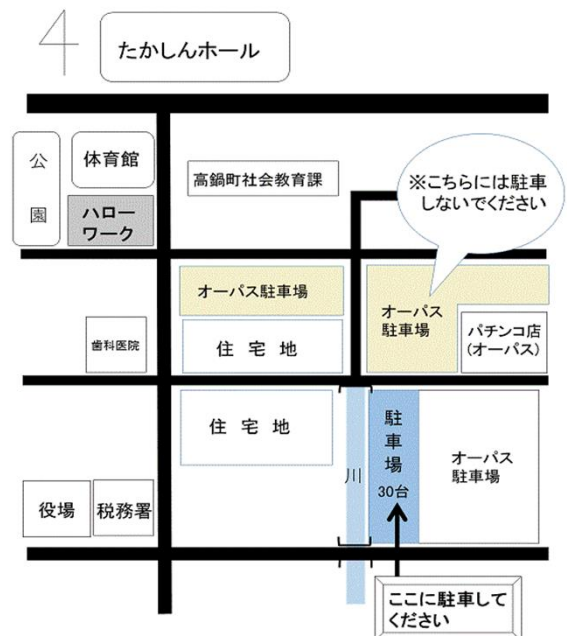 たかしんホール
公
園
体育館
ハロー
ワーク
高鍋町社会教育課
※こちらには駐車
しないでください
オーパス駐車場
オーパス
駐車場
パチンコ店
(オーパス)
歯科医院
住 宅 地
住 宅 地
川
駐
車
場
30台
オーパス
駐車場
役場
税務署
ここに駐車して
ください